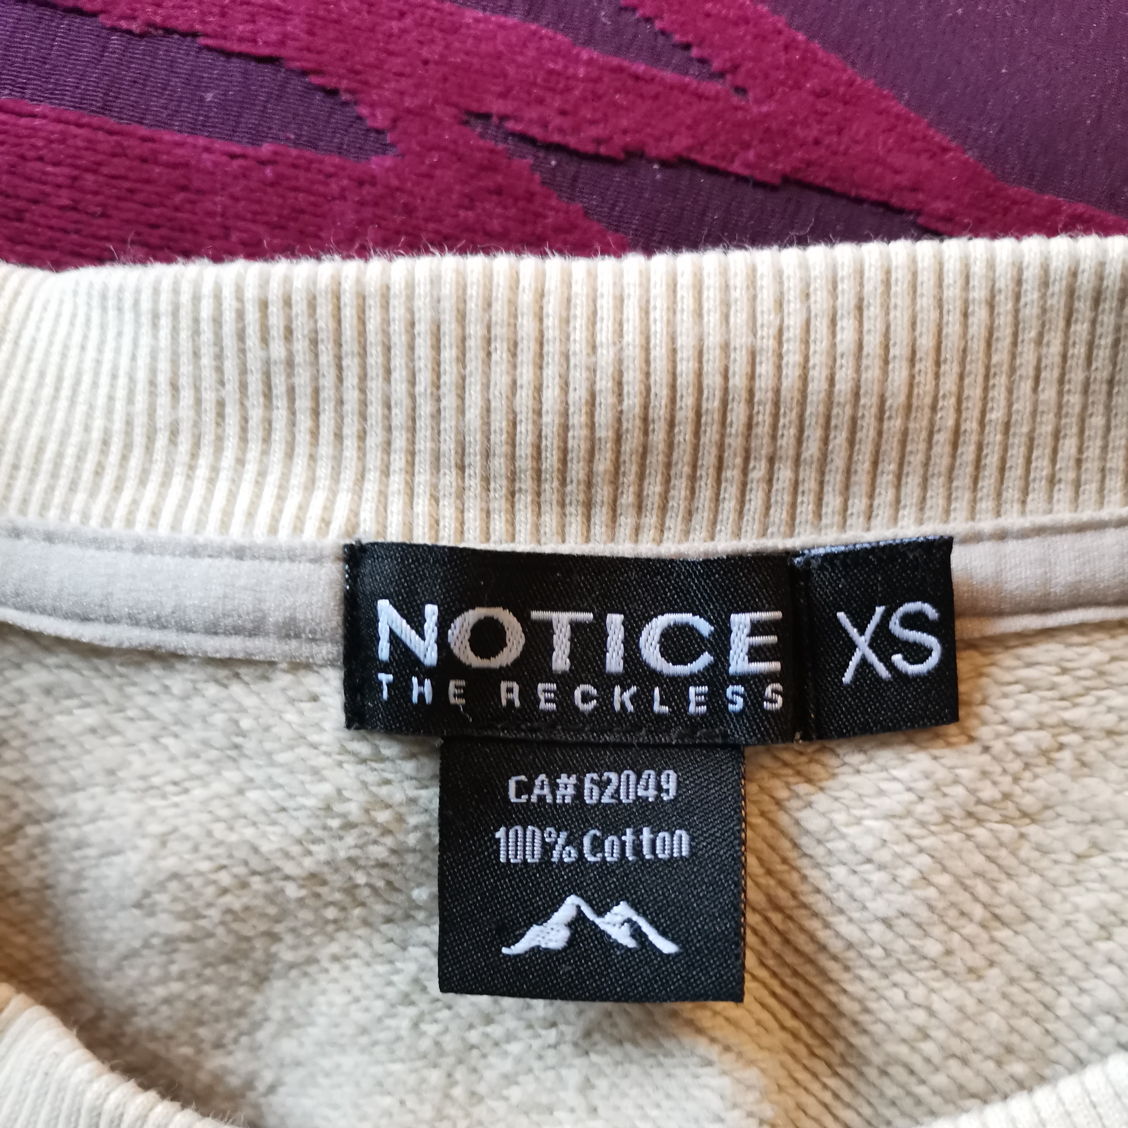 NOTICE
THE RECKLESS
XS
CA#62049
100% Cotton